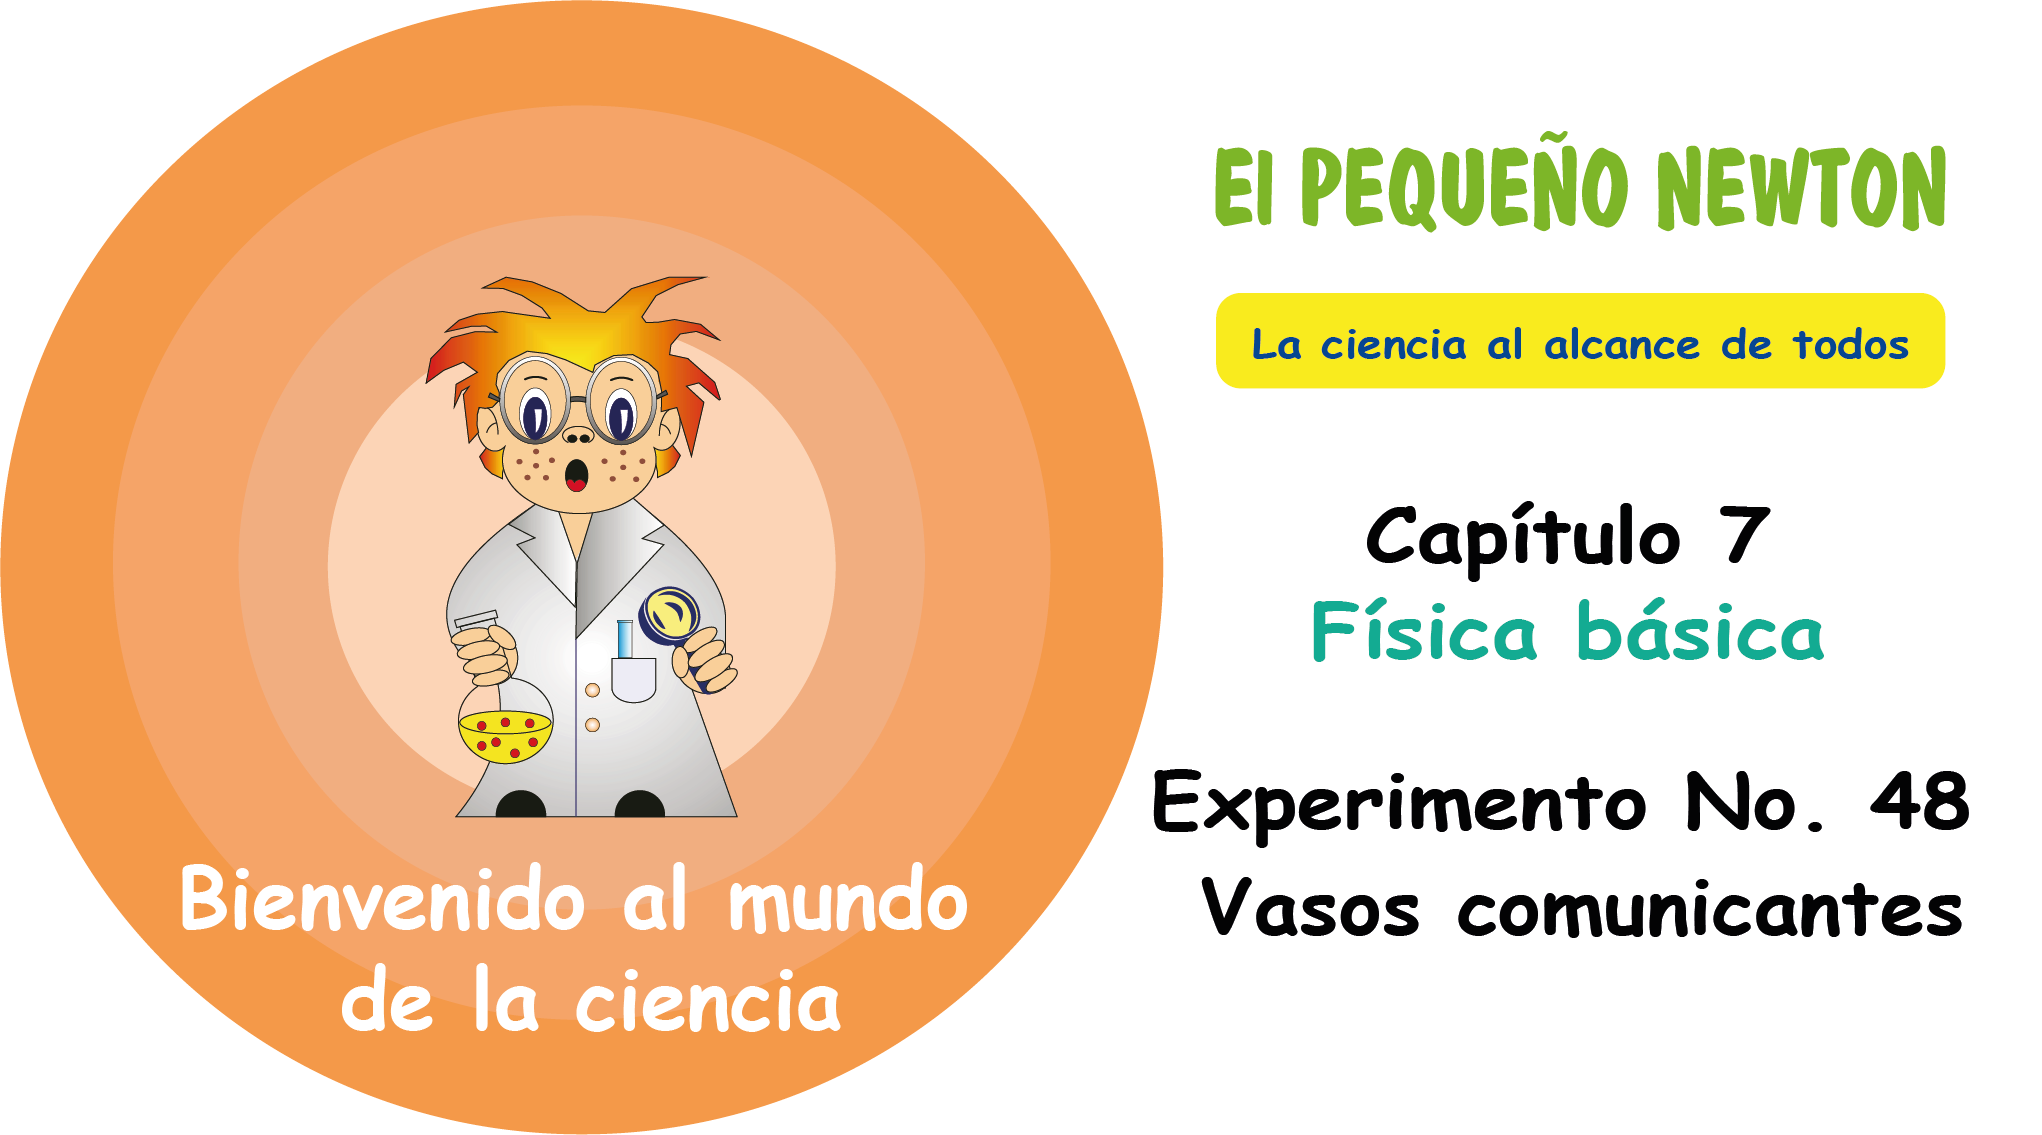 El PEQUEÑO NEWTON
La ciencia al alcance de todos
Capítulo 7
Física básica
Experimento No. 48
Vasos comunicantes
Bienvenido al mundo
de la ciencia